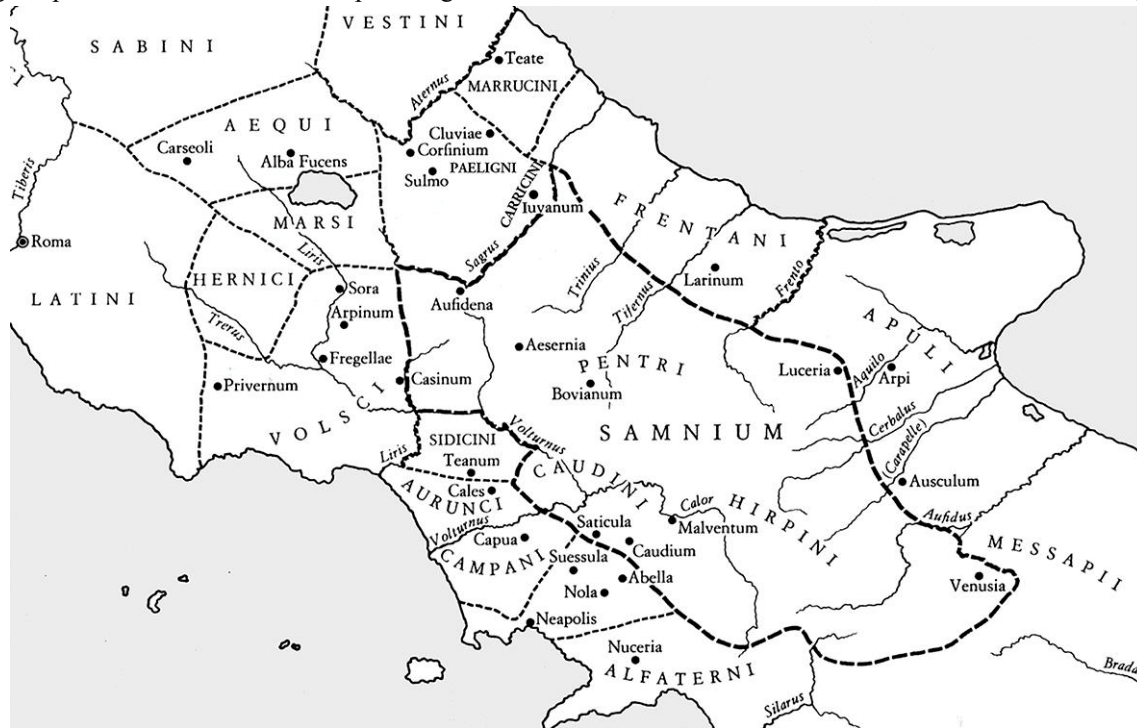 VESTINI
SABINI
Teate
MARRUCINI
Aternus
AEQUI
Cluviae
Carseoli
Corfinium
Alba Fucens
PAELIGNI
Sulmo
Tiberis
CARRICINI
Iuvanum
MARSI
FRENTANI
Roma
Liris
Sagrus
HERNICI
Larinum
Trinius
Tifernus
Frento
LATINI
Sora
Aufidena
Arpinum
APULI
Trerus
Aesernia
Fregellae
PENTRI
Aquilo
Privernum
Casinum
Luceria
Arpi
Bovianum
VOLSCI
Cerbalus
SIDICINI
Volturnus
SAMNIUM
Liris
Teanum
CAUDINI
(Carapelle)
AURUNCI
Cales
Ausculum
HIRPINI
Calor
Volturnus
Saticula
Malventum
Aufidus
Capua
Caudium
MESSAPII
CAMPANI
Suessula
Abella
Venusia
Nola
Neapolis
Nuceria
ALFATERNI
Brada
Silarus